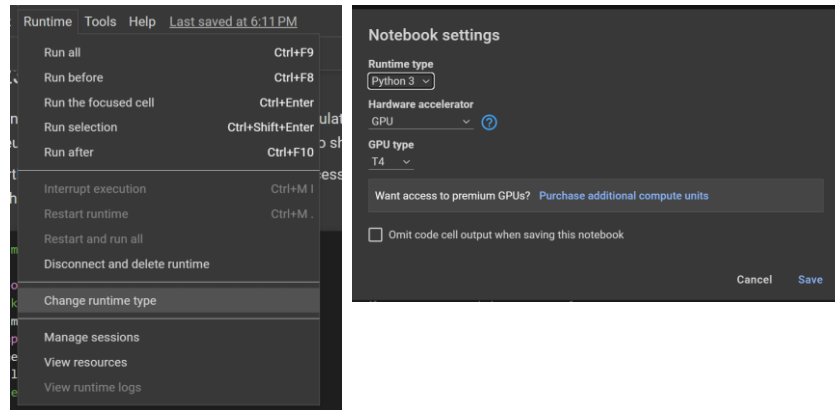 Runtime Tools Help Last saved at 6:11 PM
Run all Ctrl+F9
Run before Ctrl+F8
Run the focused cell Ctrl+Enter
Run selection Ctrl+Shift+Enter
Run after Ctrl+F10
Interrupt execution Ctrl+M I
Restart runtime Ctrl+M .
Restart and run all
Disconnect and delete runtime
Change runtime type
Manage sessions
View resources
View runtime logs
Notebook settings
Runtime type
Python 3
Hardware accelerator
GPU ?
GPU type
T4
Want access to premium GPUs? Purchase additional compute units
Omit code cell output when saving this notebook
Cancel Save